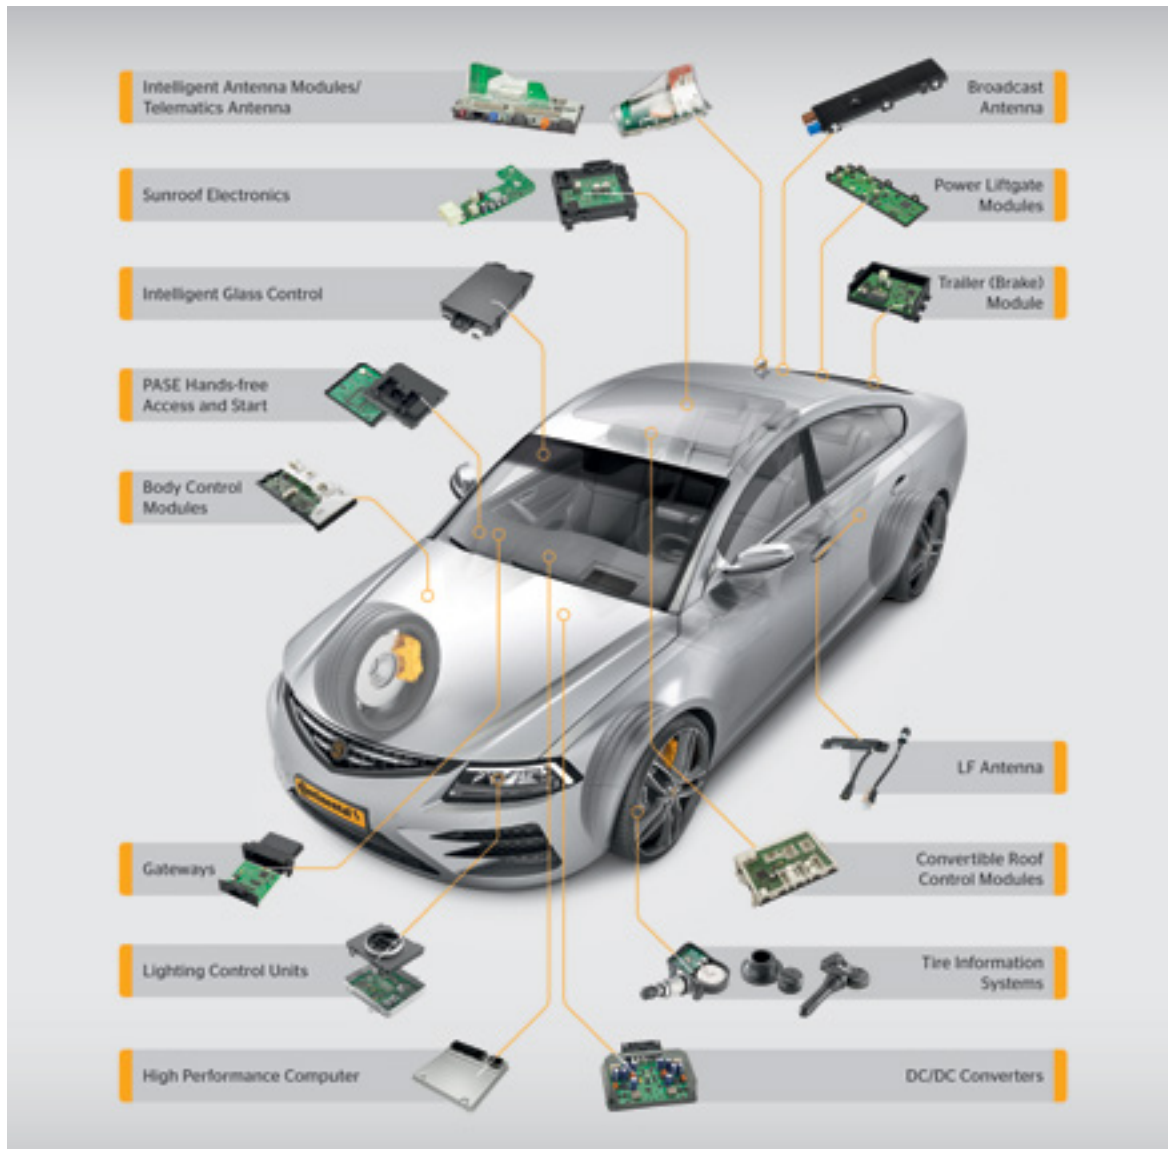 Intelligent Antenna Modules/
Telematics Antenna
Broadcast
Antenna
Sunroof Electronics
Power Liftgate
Modules
Intelligent Glass Control
Trailer (Brake)
Module
PASE Hands-free
Access and Start
Body Control
Modules
Continental
LF Antenna
Gateways
Convertible Roof
Control Modules
Lighting Control Units
Tire Information
Systems
High Performance Computer
DC/DC Converters